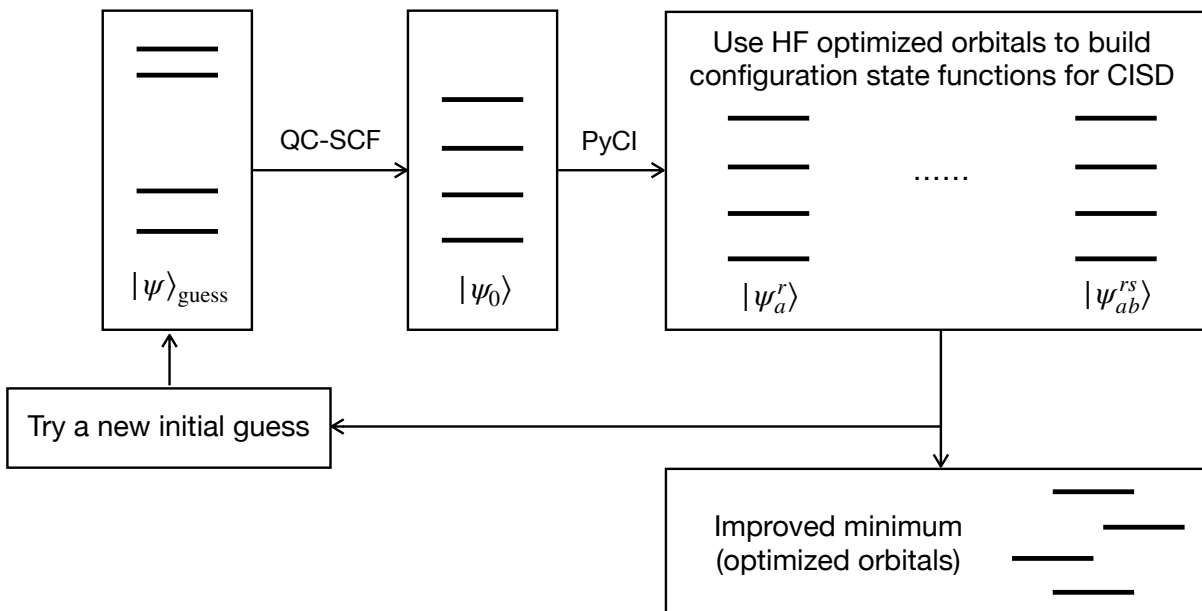 Use HF optimized orbitals to build
configuration state functions for CISD
QC-SCF
PyCI
......
|ψ⟩guess
|ψ0⟩
|ψ_a^r⟩
|ψ_ab^rs⟩
Try a new initial guess
Improved minimum
(optimized orbitals)